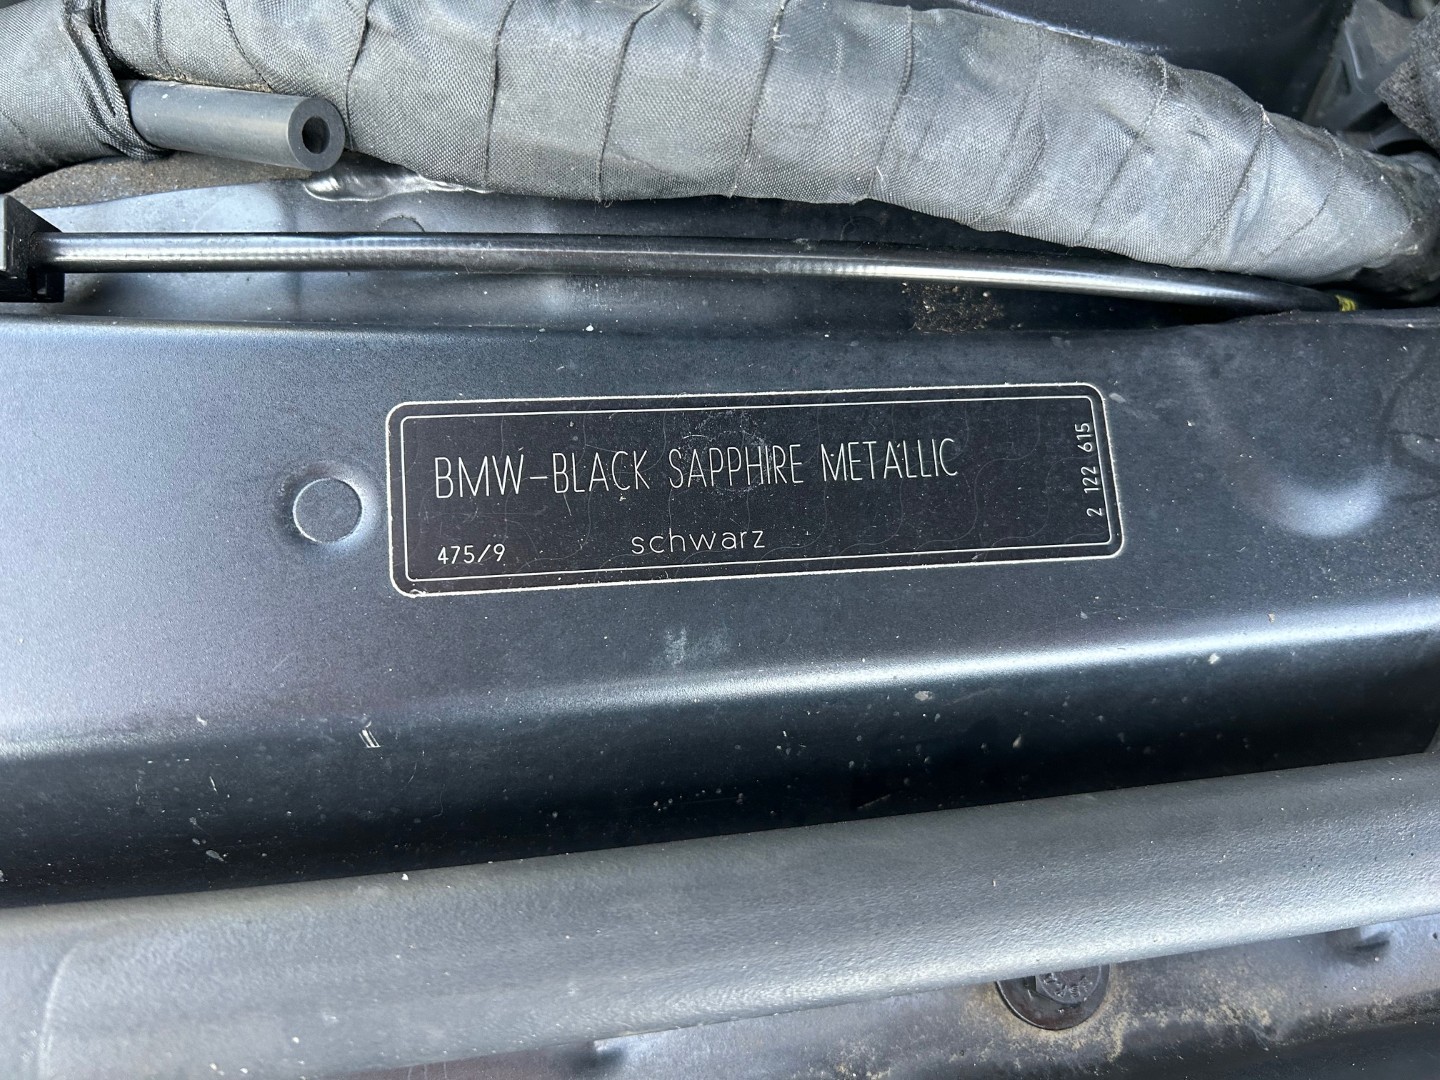 BMW-BLACK SAPPHIRE METALLIC
475/9 schwarz
2 122 615